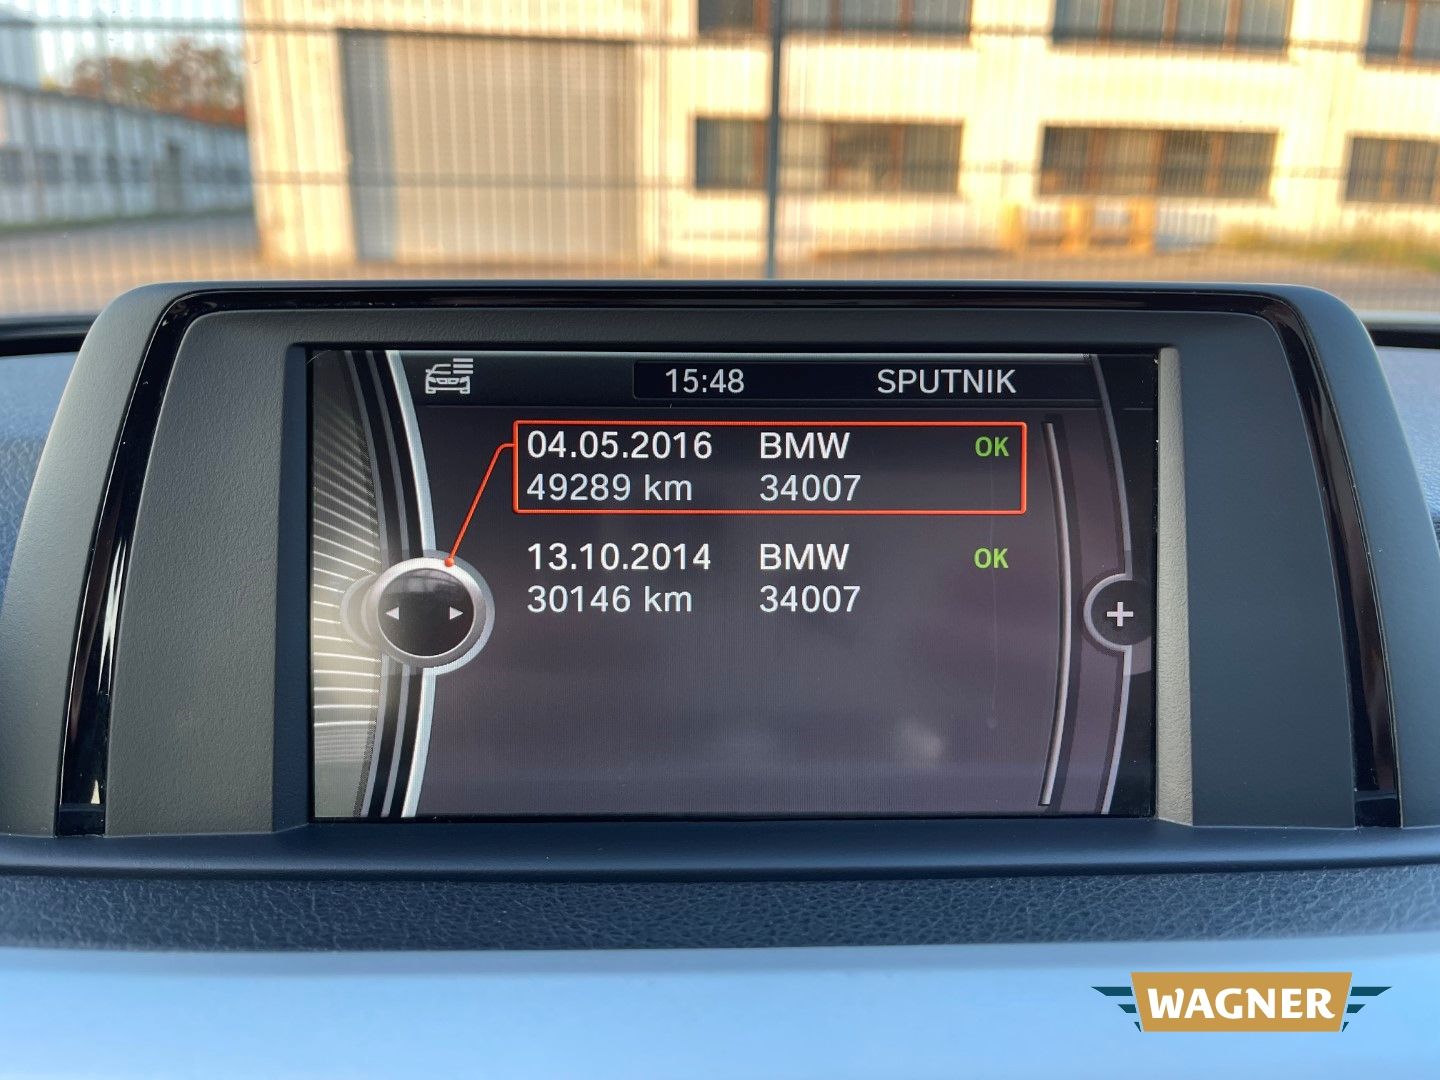 15:48 SPUTNIK
04.05.2016 BMW OK
49289 km 34007
13.10.2014 BMW OK
30146 km 34007
WAGNER